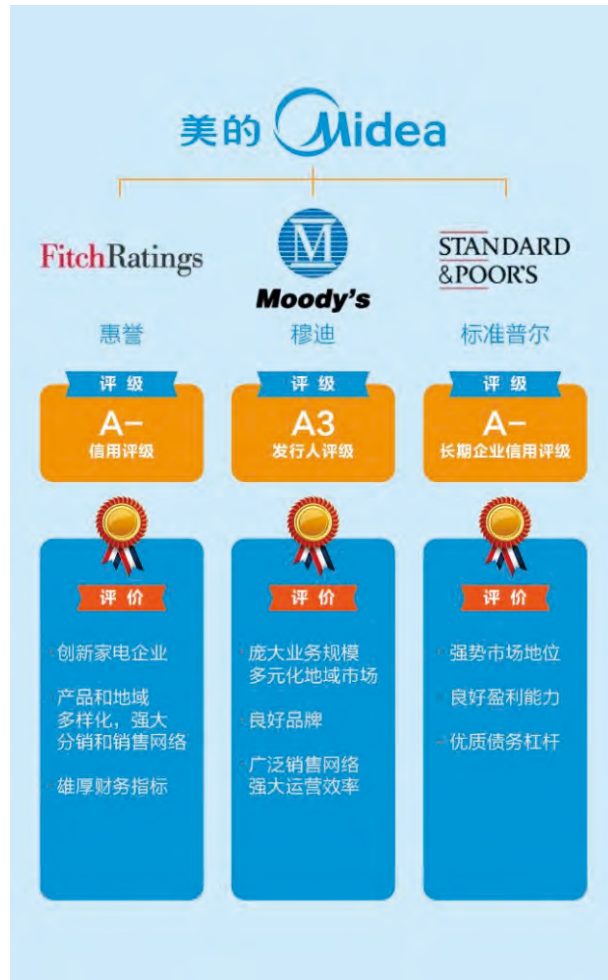 美的 Midea
FitchRatings
惠誉
评级
A-
信用评级
评价
创新家电企业
产品和地域
多样化，强大
分销和销售网络
雄厚财务指标
M
Moody's
穆迪
评级
A3
发行人评级
评价
庞大业务规模
多元化地域市场
良好品牌
广泛销售网络
强大运营效率
STANDARD
&POOR'S
标准普尔
评级
A-
长期企业信用评级
评价
强势市场地位
良好盈利能力
优质债务杠杆